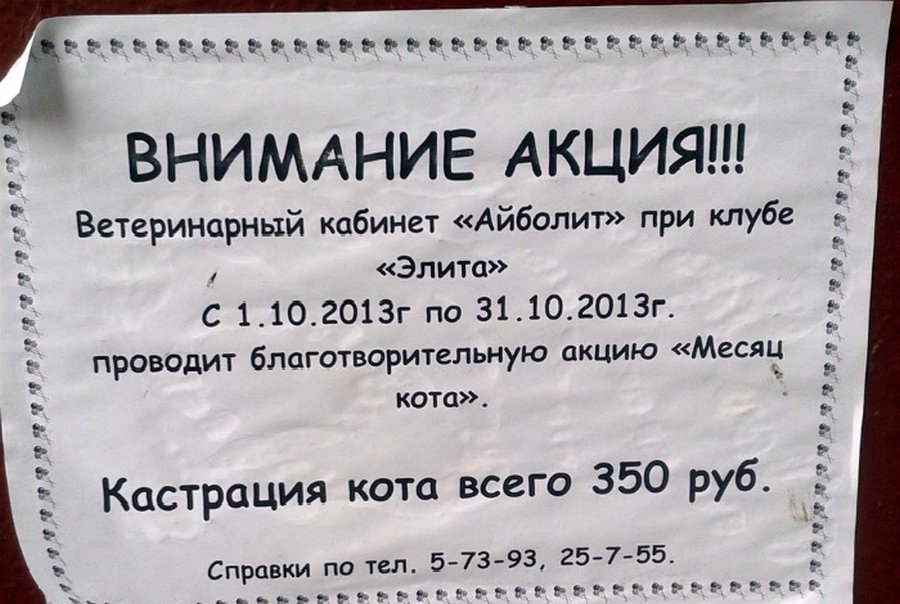 ВНИМАНИЕ АКЦИЯ!!!
Ветеринарный кабинет «Айболит» при клубе
«Элита»
С 1.10.2013г по 31.10.2013г.
проводит благотворительную акцию «Месяц
кота».
Кастрация кота всего 350 руб.
Справки по тел. 5-73-93, 25-7-55.